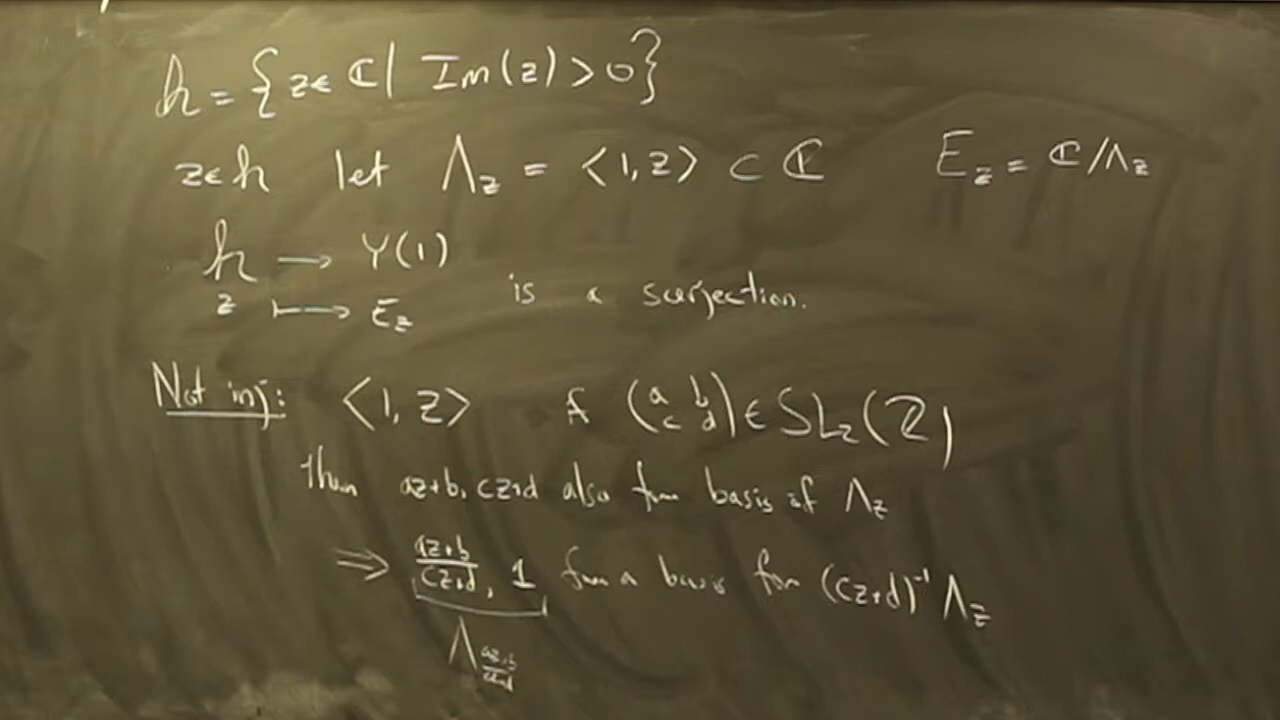 h = {z ∈ ℂ | Im(z) > 0}
z ∈ h let Λ_z = <1, z> ⊂ ℂ E_z = ℂ/Λ_z
h → Y(1)
z ↦ E_z is a surjection.
Not inj: <1, z> if (a b c d) ∈ SL_2(ℤ)
then az+b, cz+d also form basis of Λ_z
⇒ (az+b)/(cz+d), 1 form a basis for (cz+d)^{-1} Λ_z
Λ_{(az+b)/(cz+d)}